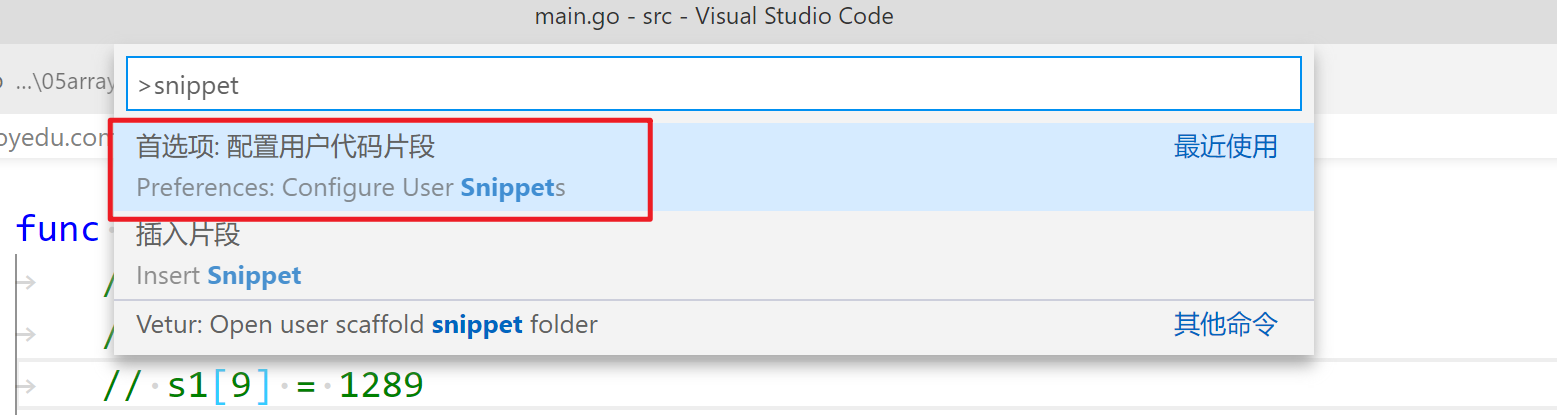 main.go - src - Visual Studio Code
...\05array
>snippet
oyedu.com
首选项: 配置用户代码片段
最近使用
Preferences: Configure User Snippets
func
插入片段
Insert Snippet
Vetur: Open user scaffold snippet folder
其他命令
// s1[9] = 1289